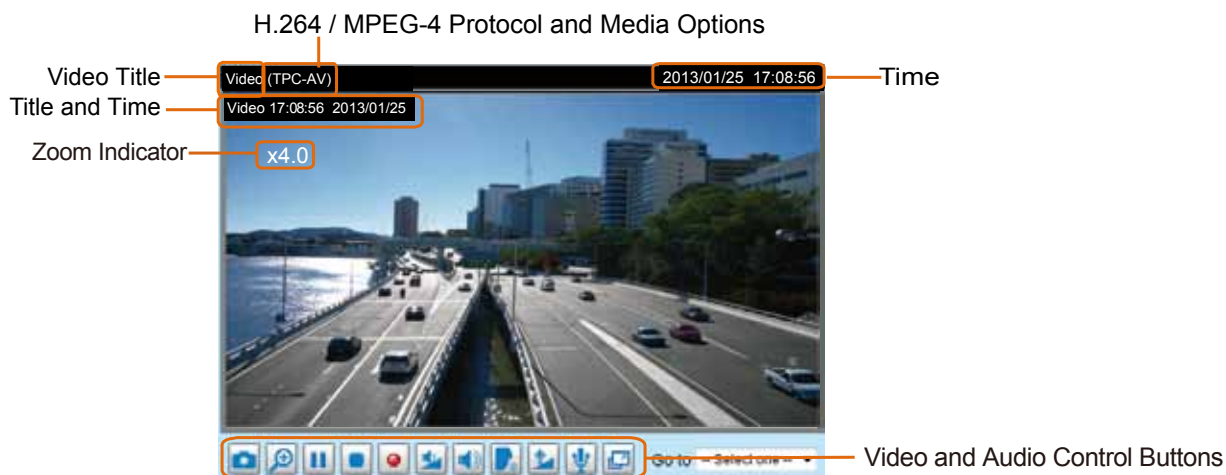 H.264 / MPEG-4 Protocol and Media Options
Video Title
Video (TPC-AV)
2013/01/25 17:08:56
Time
Title and Time
Video 17:08:56 2013/01/25
Zoom Indicator
x4.0
Go to -- Select one --
Video and Audio Control Buttons